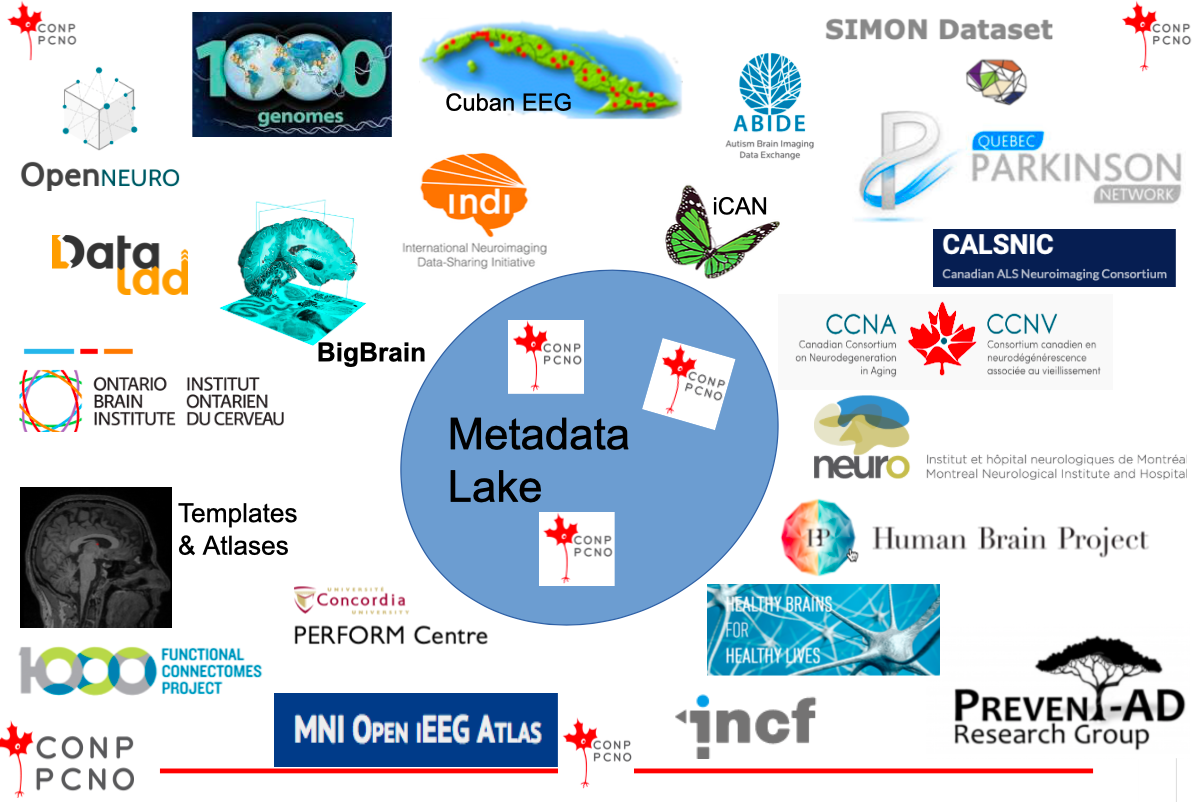 CONP
PCNO
1000
genomes
Cuban EEG
ABIDE
Autism Brain Imaging
Data Exchange
SIMON Dataset
CONP
PCNO
OpenNEURO
indi
International Neuroimaging
Data-Sharing Initiative
iCAN
QUEBEC
PARKINSON
NETWORK
Data
lad
BigBrain
CALSNIC
Canadian ALS Neuroimaging Consortium
CCNA
Canadian Consortium
on Neurodegeneration
in Aging
CCNV
Consortium canadien en
neurodégénérescence
associée au vieillissement
ONTARIO
BRAIN
INSTITUTE
INSTITUT
ONTARIEN
DU CERVEAU
CONP
PCNO
CONP
PCNO
Metadata
Lake
CONP
PCNO
neuro
Institut et hôpital neurologiques de Montréal
Montreal Neurological Institute and Hospital
Templates
& Atlases
HBP
Human Brain Project
UNIVERSITÉ
Concordia
UNIVERSITY
PERFORM Centre
HEALTHY BRAINS
FOR
HEALTHY LIVES
1000
FUNCTIONAL
CONNECTOMES
PROJECT
MNI OPEN IEEG ATLAS
incf
PREVENT-AD
Research Group
CONP
PCNO
CONP
PCNO